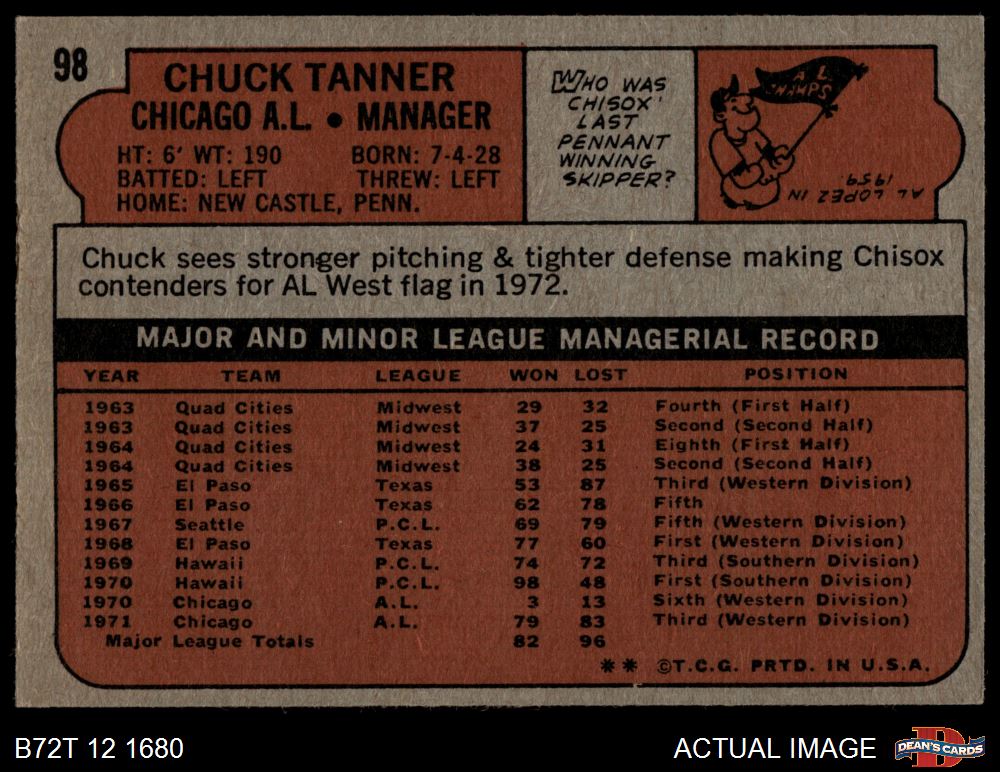 98
CHUCK TANNER
CHICAGO A.L. • MANAGER
HT: 6' WT: 190 BORN: 7-4-28
BATTED: LEFT THREW: LEFT
HOME: NEW CASTLE, PENN.
WHO WAS
CHISOX'
LAST
PENNANT
WINNING
SKIPPER?
A L
CHAMPS
AL LOPEZ IN
1959.
Chuck sees stronger pitching & tighter defense making Chisox
contenders for AL West flag in 1972.
MAJOR AND MINOR LEAGUE MANAGERIAL RECORD
YEAR TEAM LEAGUE WON LOST POSITION
1963 Quad Cities Midwest 29 32 Fourth (First Half)
1963 Quad Cities Midwest 37 25 Second (Second Half)
1964 Quad Cities Midwest 24 31 Eighth (First Half)
1964 Quad Cities Midwest 38 25 Second (Second Half)
1965 El Paso Texas 53 87 Third (Western Division)
1966 El Paso Texas 62 78 Fifth
1967 Seattle P.C.L. 69 79 Fifth (Western Division)
1968 El Paso Texas 77 60 First (Western Division)
1969 Hawaii P.C.L. 74 72 Third (Southern Division)
1970 Hawaii P.C.L. 98 48 First (Southern Division)
1970 Chicago A.L. 3 13 Sixth (Western Division)
1971 Chicago A.L. 79 83 Third (Western Division)
Major League Totals 82 96
** ©T.C.G. PRTD. IN U.S.A.
B72T 12 1680
ACTUAL IMAGE
DEAN'S CARDS